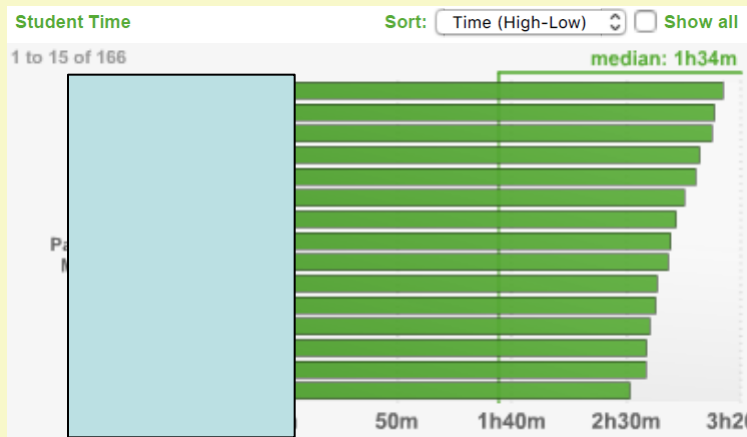 Student Time Sort: Time (High-Low) Show all
1 to 15 of 166
median: 1h34m
50m 1h40m 2h30m